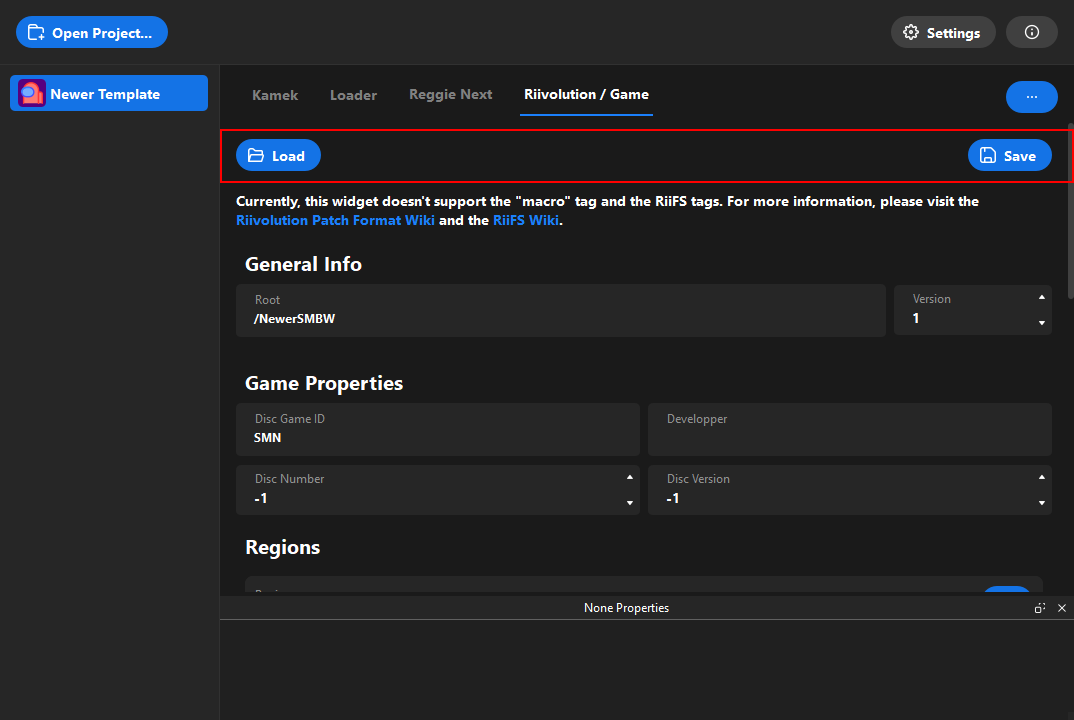 Open Project...
Settings
Newer Template
Kamek
Loader
Reggie Next
Riivolution / Game
...
Load
Save
Currently, this widget doesn't support the "macro" tag and the RiiFS tags. For more information, please visit the
Riivolution Patch Format Wiki and the RiiFS Wiki.
General Info
Root
/NewerSMBW
Version
1
Game Properties
Disc Game ID
SMN
Developper
Disc Number
-1
Disc Version
-1
Regions
None Properties